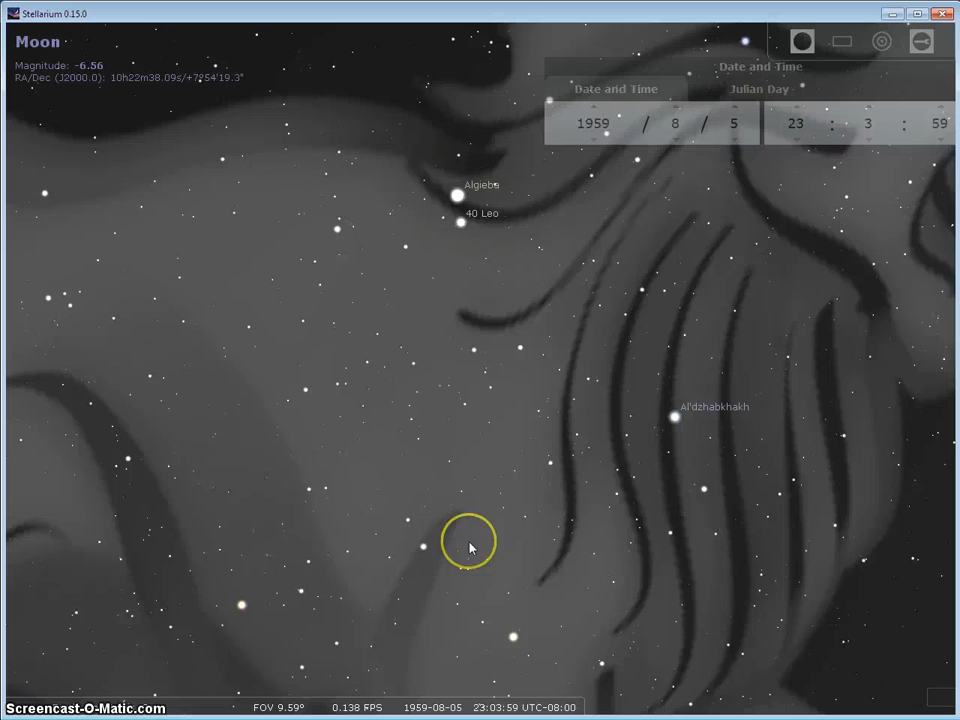 Stellarium 0.15.0
Moon
Magnitude: -6.56
RA/Dec (J2000.0): 10h22m38.09s/+7°54'19.3"
Date and Time
Date and Time Julian Day
1959 / 8 / 5 23 : 3 : 59
Algieba
40 Leo
Al'dzhabkhakh
FOV 9.59° 0.138 FPS 1959-08-05 23:03:59 UTC-08:00
Screencast-O-Matic.com